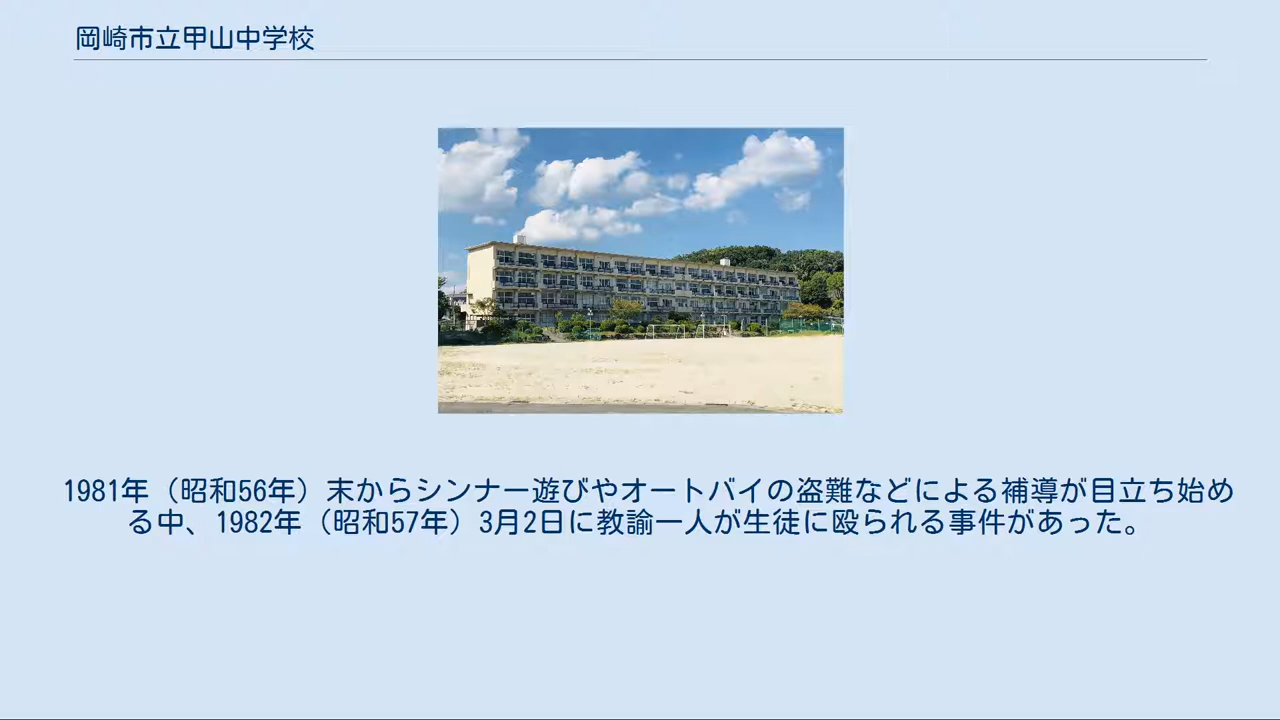 岡崎市立甲山中学校
1981年（昭和56年）末からシンナー遊びやオートバイの盗難などによる補導が目立ち始め
る中、1982年（昭和57年）3月2日に教諭一人が生徒に殴られる事件があった。